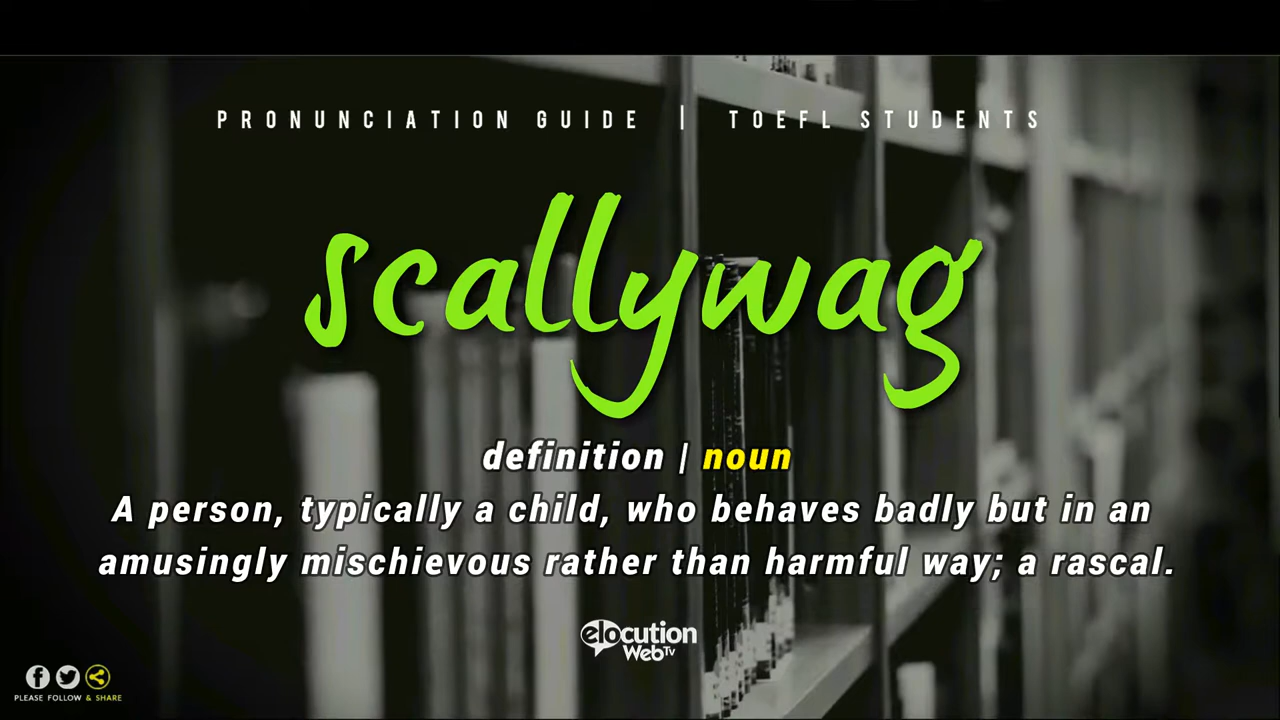 PRONUNCIATION GUIDE | TOEFL STUDENTS
scallywag
definition | noun
A person, typically a child, who behaves badly but in an
amusingly mischievous rather than harmful way; a rascal.
elocution
WebTv
PLEASE FOLLOW & SHARE